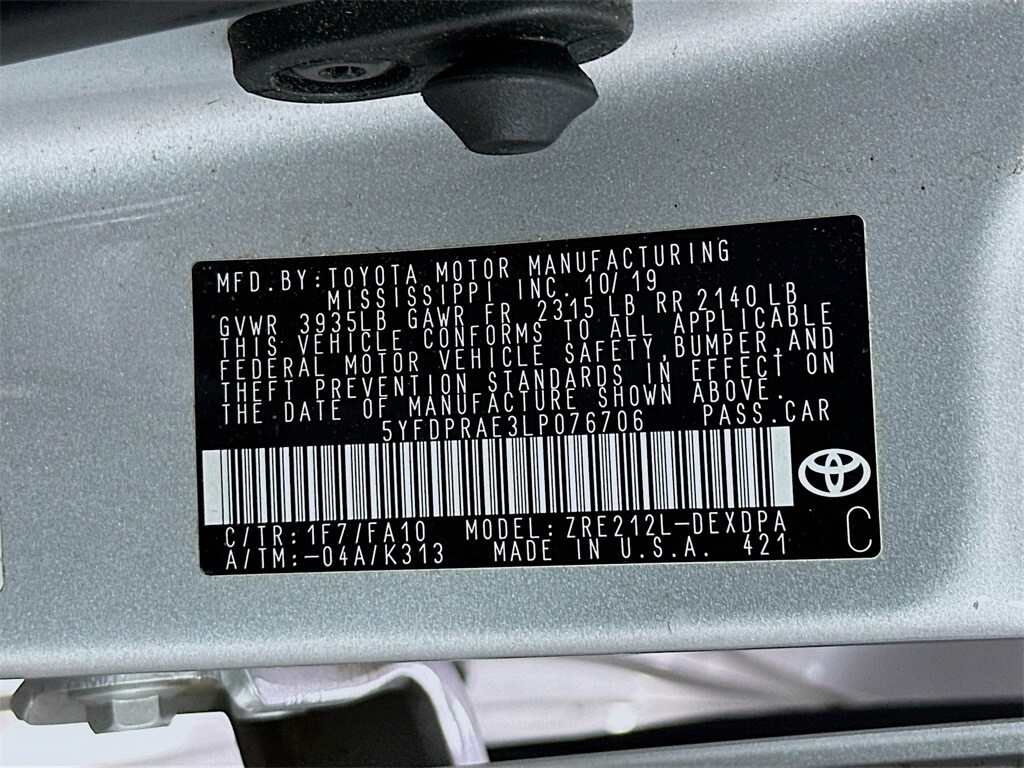 MFD.BY:TOYOTA MOTOR MANUFACTURING
MISSISSIPPI INC. 10/19
GVWR 3935LB GAWR FR 2315 LB RR 2140 LB
THIS VEHICLE CONFORMS TO ALL APPLICABLE
FEDERAL MOTOR VEHICLE SAFETY,BUMPER,AND
THEFT PREVENTION STANDARDS IN EFFECT ON
THE DATE OF MANUFACTURE SHOWN ABOVE.
5YFDPRAE3LP076706 PASS.CAR
C/TR:1F7/FA10 MODEL:ZRE212L-DEXDPA
A/TM:-04A/K313 MADE IN U.S.A. 421
C